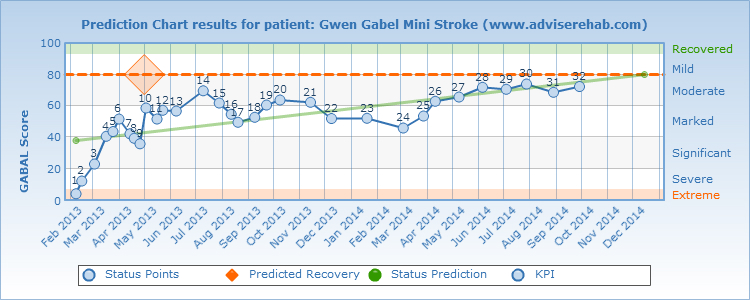 Prediction Chart results for patient: Gwen Gabel Mini Stroke (www.adviserehab.com)
GABAL Score
100
80
60
40
20
0
Recovered
Mild
Moderate
Marked
Significant
Severe
Extreme
1 2 3 4 5 6 7 8 9 10 11 12 13 14 15 16 17 18 19 20 21 22 23 24 25 26 27 28 29 30 31 32
Feb 2013 Mar 2013 Apr 2013 May 2013 Jun 2013 Jul 2013 Aug 2013 Sep 2013 Oct 2013 Nov 2013 Dec 2013 Jan 2014 Feb 2014 Mar 2014 Apr 2014 May 2014 Jun 2014 Jul 2014 Aug 2014 Sep 2014 Oct 2014 Nov 2014 Dec 2014
Status Points Predicted Recovery Status Prediction KPI